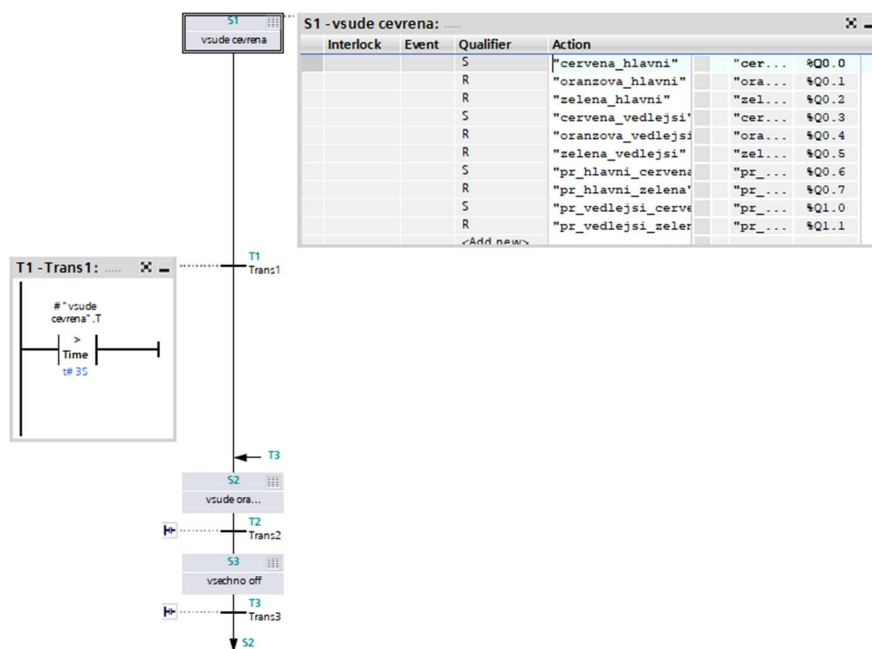 S1
vsude cevrena
S1 - vsude cevrena: .....
Interlock Event Qualifier Action
S "cervena_hlavni" "cer... %Q0.0
R "oranzova_hlavni" "ora... %Q0.1
R "zelena_hlavni" "zel... %Q0.2
S "cervena_vedlejsi" "cer... %Q0.3
R "oranzova_vedlejsi "ora... %Q0.4
R "zelena_vedlejsi" "zel... %Q0.5
S "pr_hlavni_cervena "pr_... %Q0.6
R "pr_hlavni_zelena" "pr_... %Q0.7
S "pr_vedlejsi_cerve "pr_... %Q1.0
R "pr_vedlejsi_zelen "pr_... %Q1.1
<Add new>
T1
Trans1
T1 - Trans1: .....
# "vsude
cevrena".T
>
Time
t# 3S
T3
S2
vsude ora...
T2
Trans2
S3
vsechno off
T3
Trans3
S2